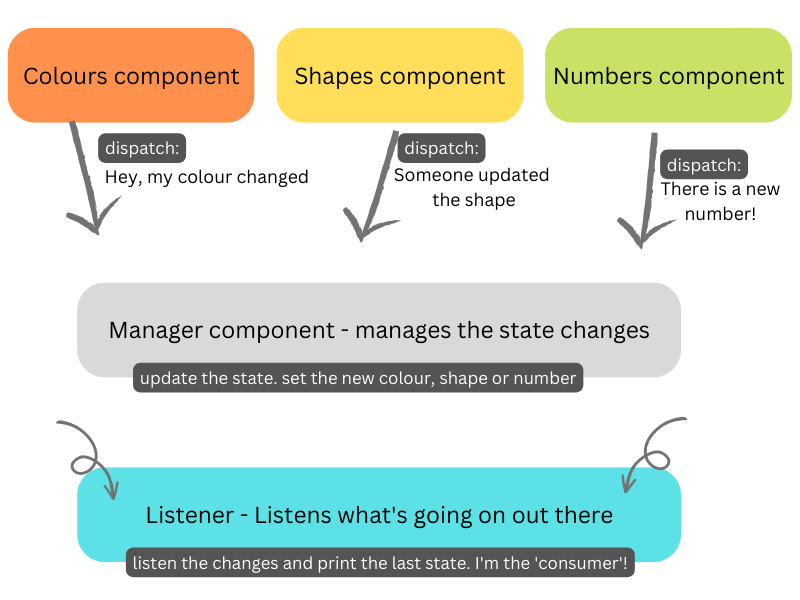 Colours component
Shapes component
Numbers component
dispatch:
Hey, my colour changed
dispatch:
Someone updated
the shape
dispatch:
There is a new
number!
Manager component - manages the state changes
update the state. set the new colour, shape or number
Listener - Listens what's going on out there
listen the changes and print the last state. I'm the 'consumer'!